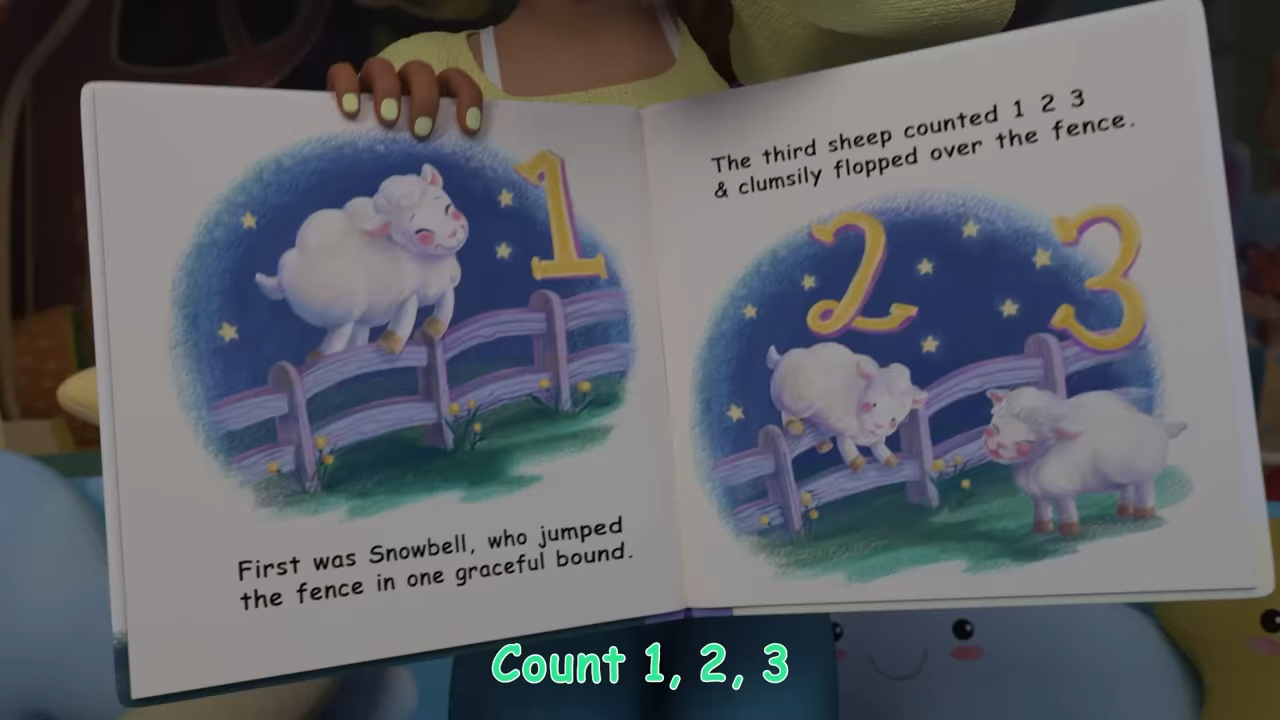 1
First was Snowbell, who jumped
the fence in one graceful bound.
The third sheep counted 1 2 3
& clumsily flopped over the fence.
2 3
Count 1, 2, 3